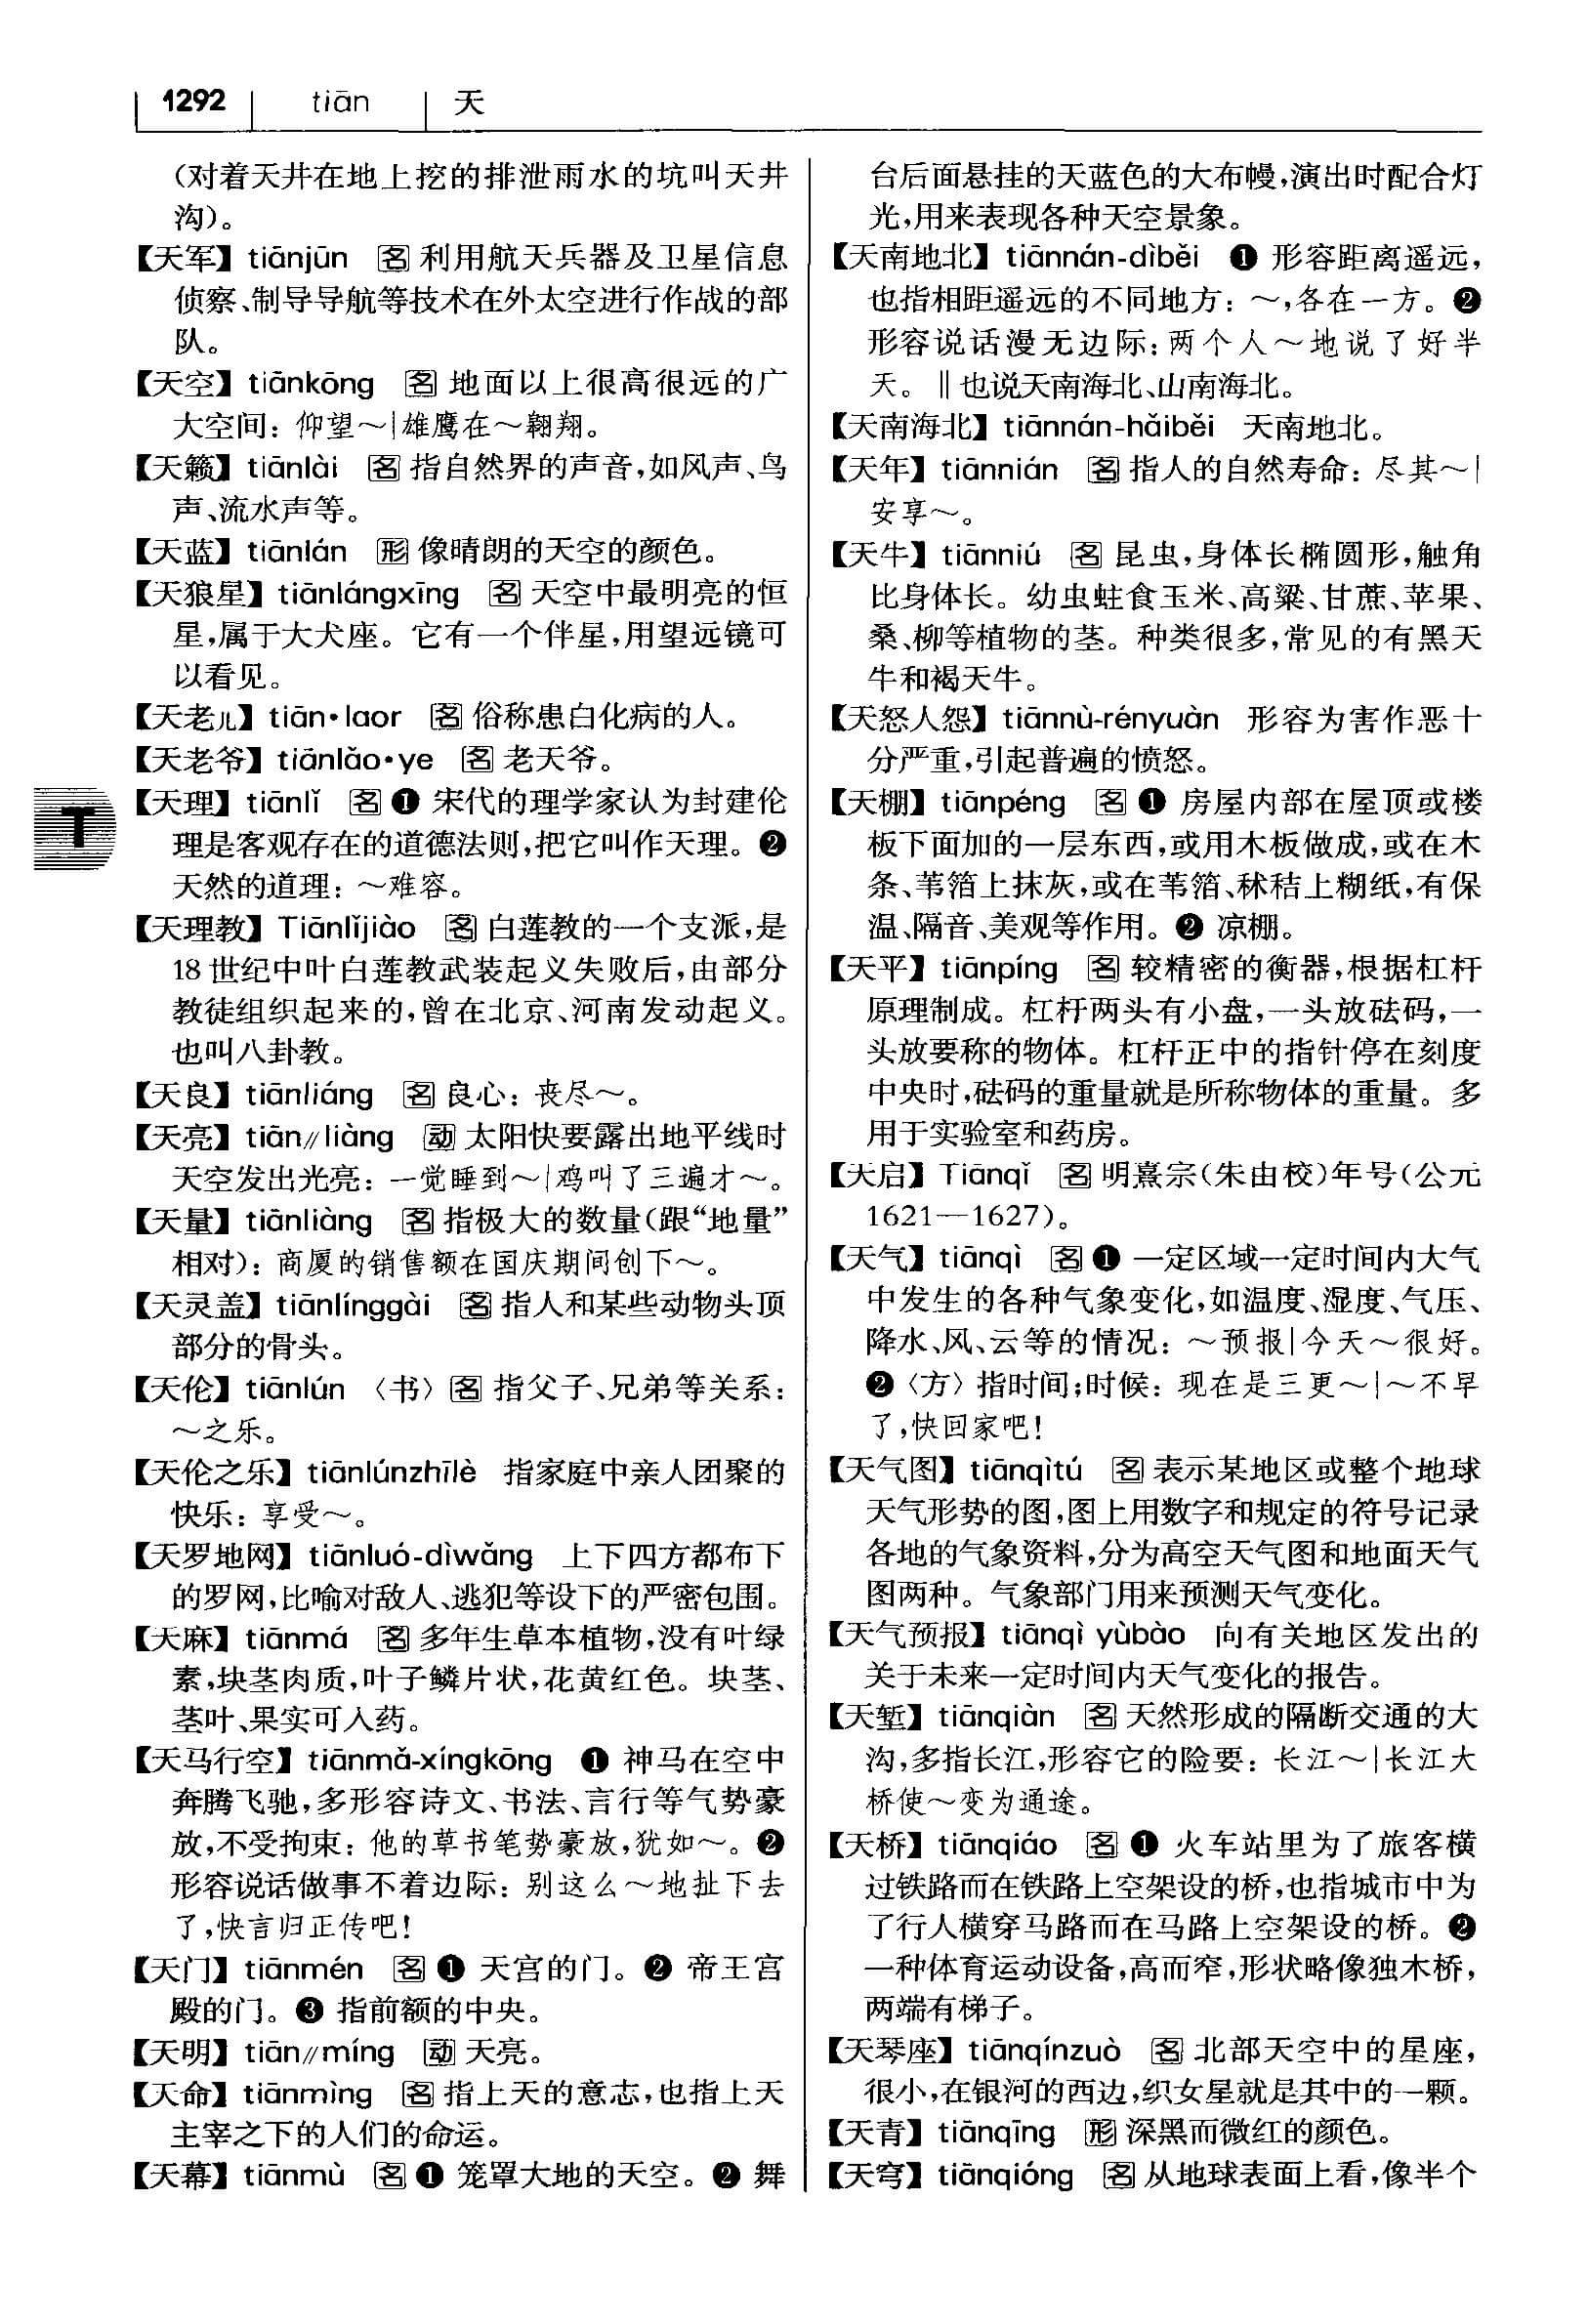 1292 tiān 天
(对着天井在地上挖的排泄雨水的坑叫天井
沟)。
【天军】 tiānjūn 名 利用航天兵器及卫星信息
侦察、制导导航等技术在外太空进行作战的部
队。
【天空】 tiānkōng 名 地面以上很高很远的广
大空间：仰望～|雄鹰在～翱翔。
【天籁】 tiānlài 名 指自然界的声音,如风声、鸟
声、流水声等。
【天蓝】 tiānlán 形 像晴朗的天空的颜色。
【天狼星】 tiānlángxīng 名 天空中最明亮的恒
星,属于大犬座。它有一个伴星,用望远镜可
以看见。
【天老儿】 tiān•laor 名 俗称患白化病的人。
【天老爷】 tiānlǎo•ye 名 老天爷。
【天理】 tiānlǐ 名 ❶ 宋代的理学家认为封建伦
理是客观存在的道德法则,把它叫作天理。❷
天然的道理：～难容。
【天理教】 Tiānlǐjiào 名 白莲教的一个支派,是
18世纪中叶白莲教武装起义失败后,由部分
教徒组织起来的,曾在北京、河南发动起义。
也叫八卦教。
【天良】 tiānliáng 名 良心：丧尽～。
【天亮】 tiān//liàng 动 太阳快要露出地平线时
天空发出光亮：一觉睡到～|鸡叫了三遍才～。
【天量】 tiānliàng 名 指极大的数量(跟“地量”
相对)：商厦的销售额在国庆期间创下～。
【天灵盖】 tiānlínggài 名 指人和某些动物头顶
部分的骨头。
【天伦】 tiānlún 〈书〉 名 指父子、兄弟等关系：
～之乐。
【天伦之乐】 tiānlúnzhīlè 指家庭中亲人团聚的
快乐：享受～。
【天罗地网】 tiānluó-dìwǎng 上下四方都布下
的罗网,比喻对敌人、逃犯等设下的严密包围。
【天麻】 tiānmá 名 多年生草本植物,没有叶绿
素,块茎肉质,叶子鳞片状,花黄红色。块茎、
茎叶、果实可入药。
【天马行空】 tiānmǎ-xíngkōng ❶ 神马在空中
奔腾飞驰,多形容诗文、书法、言行等气势豪
放,不受拘束：他的草书笔势豪放,犹如～。❷
形容说话做事不着边际：别这么～地扯下去
了,快言归正传吧!
【天门】 tiānmén 名 ❶ 天宫的门。❷ 帝王宫
殿的门。❸ 指前额的中央。
【天明】 tiān//míng 动 天亮。
【天命】 tiānmìng 名 指上天的意志,也指上天
主宰之下的人们的命运。
【天幕】 tiānmù 名 ❶ 笼罩大地的天空。❷ 舞
台后面悬挂的天蓝色的大布幔,演出时配合灯
光,用来表现各种天空景象。
【天南地北】 tiānnán-dìběi ❶ 形容距离遥远,
也指相距遥远的不同地方：～,各在一方。❷
形容说话漫无边际：两个人～地说了好半
天。‖也说天南海北、山南海北。
【天南海北】 tiānnán-hǎiběi 天南地北。
【天年】 tiānnián 名 指人的自然寿命：尽其～|
安享～。
【天牛】 tiānniú 名 昆虫,身体长椭圆形,触角
比身体长。幼虫蛀食玉米、高粱、甘蔗、苹果、
桑、柳等植物的茎。种类很多,常见的有黑天
牛和褐天牛。
【天怒人怨】 tiānnù-rényuàn 形容为害作恶十
分严重,引起普遍的愤怒。
【天棚】 tiānpéng 名 ❶ 房屋内部在屋顶或楼
板下面加的一层东西,或用木板做成,或在木
条、苇箔上抹灰,或在苇箔、秫秸上糊纸,有保
温、隔音、美观等作用。❷ 凉棚。
【天平】 tiānpíng 名 较精密的衡器,根据杠杆
原理制成。杠杆两头有小盘,一头放砝码,一
头放要称的物体。杠杆正中的指针停在刻度
中央时,砝码的重量就是所称物体的重量。多
用于实验室和药房。
【天启】 Tiānqǐ 名 明熹宗(朱由校)年号(公元
1621—1627)。
【天气】 tiānqì 名 ❶ 一定区域一定时间内大气
中发生的各种气象变化,如温度、湿度、气压、
降水、风、云等的情况：～预报|今天～很好。
❷〈方〉指时间;时候：现在是三更～|～不早
了,快回家吧!
【天气图】 tiānqìtú 名 表示某地区或整个地球
天气形势的图,图上用数字和规定的符号记录
各地的气象资料,分为高空天气图和地面天气
图两种。气象部门用来预测天气变化。
【天气预报】 tiānqì yùbào 向有关地区发出的
关于未来一定时间内天气变化的报告。
【天堑】 tiānqiàn 名 天然形成的隔断交通的大
沟,多指长江,形容它的险要：长江～|长江大
桥使～变为通途。
【天桥】 tiānqiáo 名 ❶ 火车站里为了旅客横
过铁路而在铁路上空架设的桥,也指城市中为
了行人横穿马路而在马路上空架设的桥。❷
一种体育运动设备,高而窄,形状略像独木桥,
两端有梯子。
【天琴座】 tiānqínzuò 名 北部天空中的星座,
很小,在银河的西边,织女星就是其中的一颗。
【天青】 tiānqīng 形 深黑而微红的颜色。
【天穹】 tiānqióng 名 从地球表面上看,像半个
T